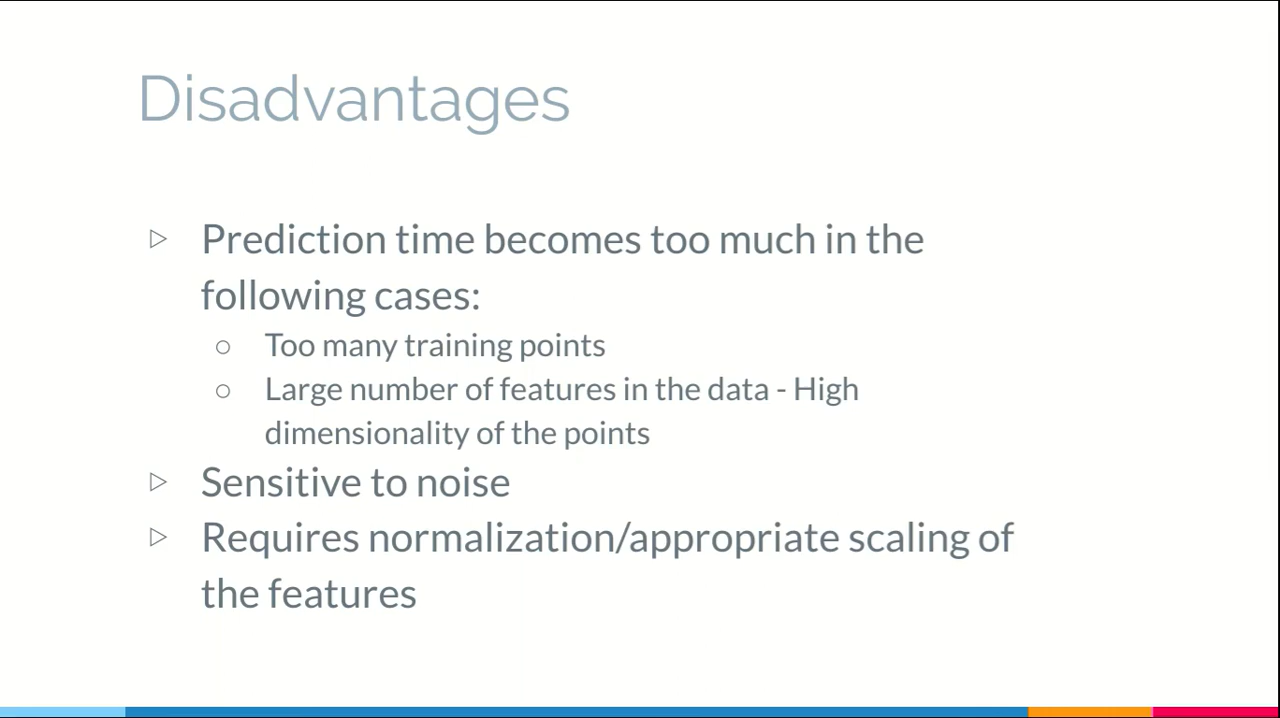 Disadvantages
▷ Prediction time becomes too much in the
following cases:
○ Too many training points
○ Large number of features in the data - High
dimensionality of the points
▷ Sensitive to noise
▷ Requires normalization/appropriate scaling of
the features